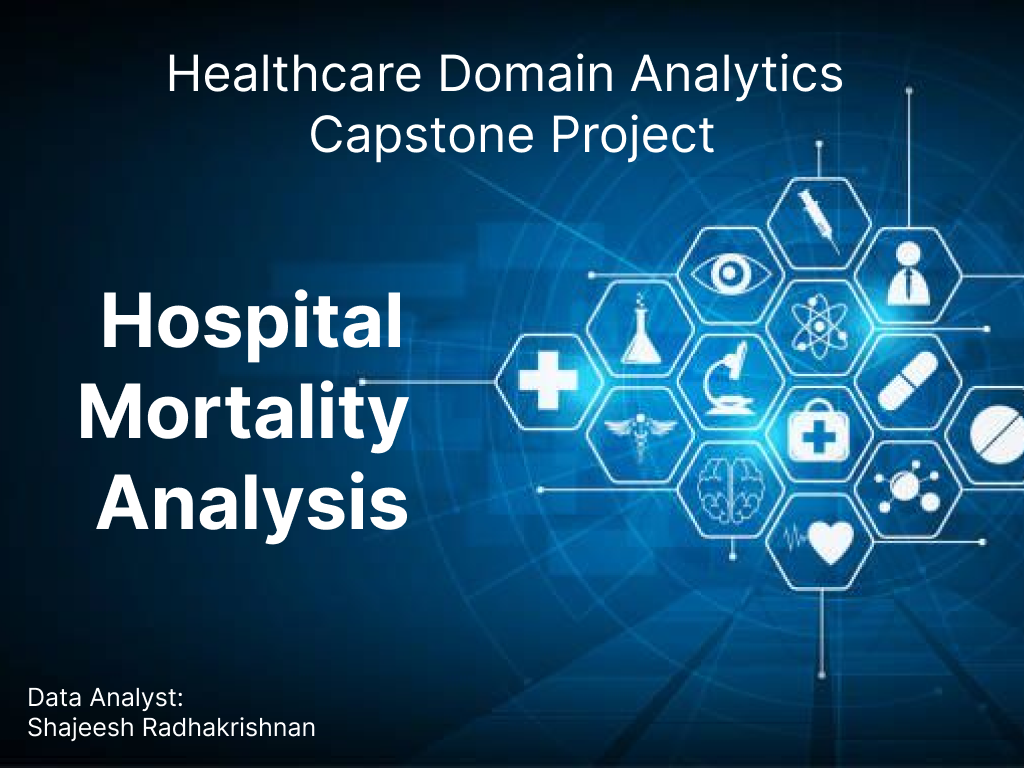 Healthcare Domain Analytics
Capstone Project
Hospital
Mortality
Analysis
Data Analyst:
Shajeesh Radhakrishnan